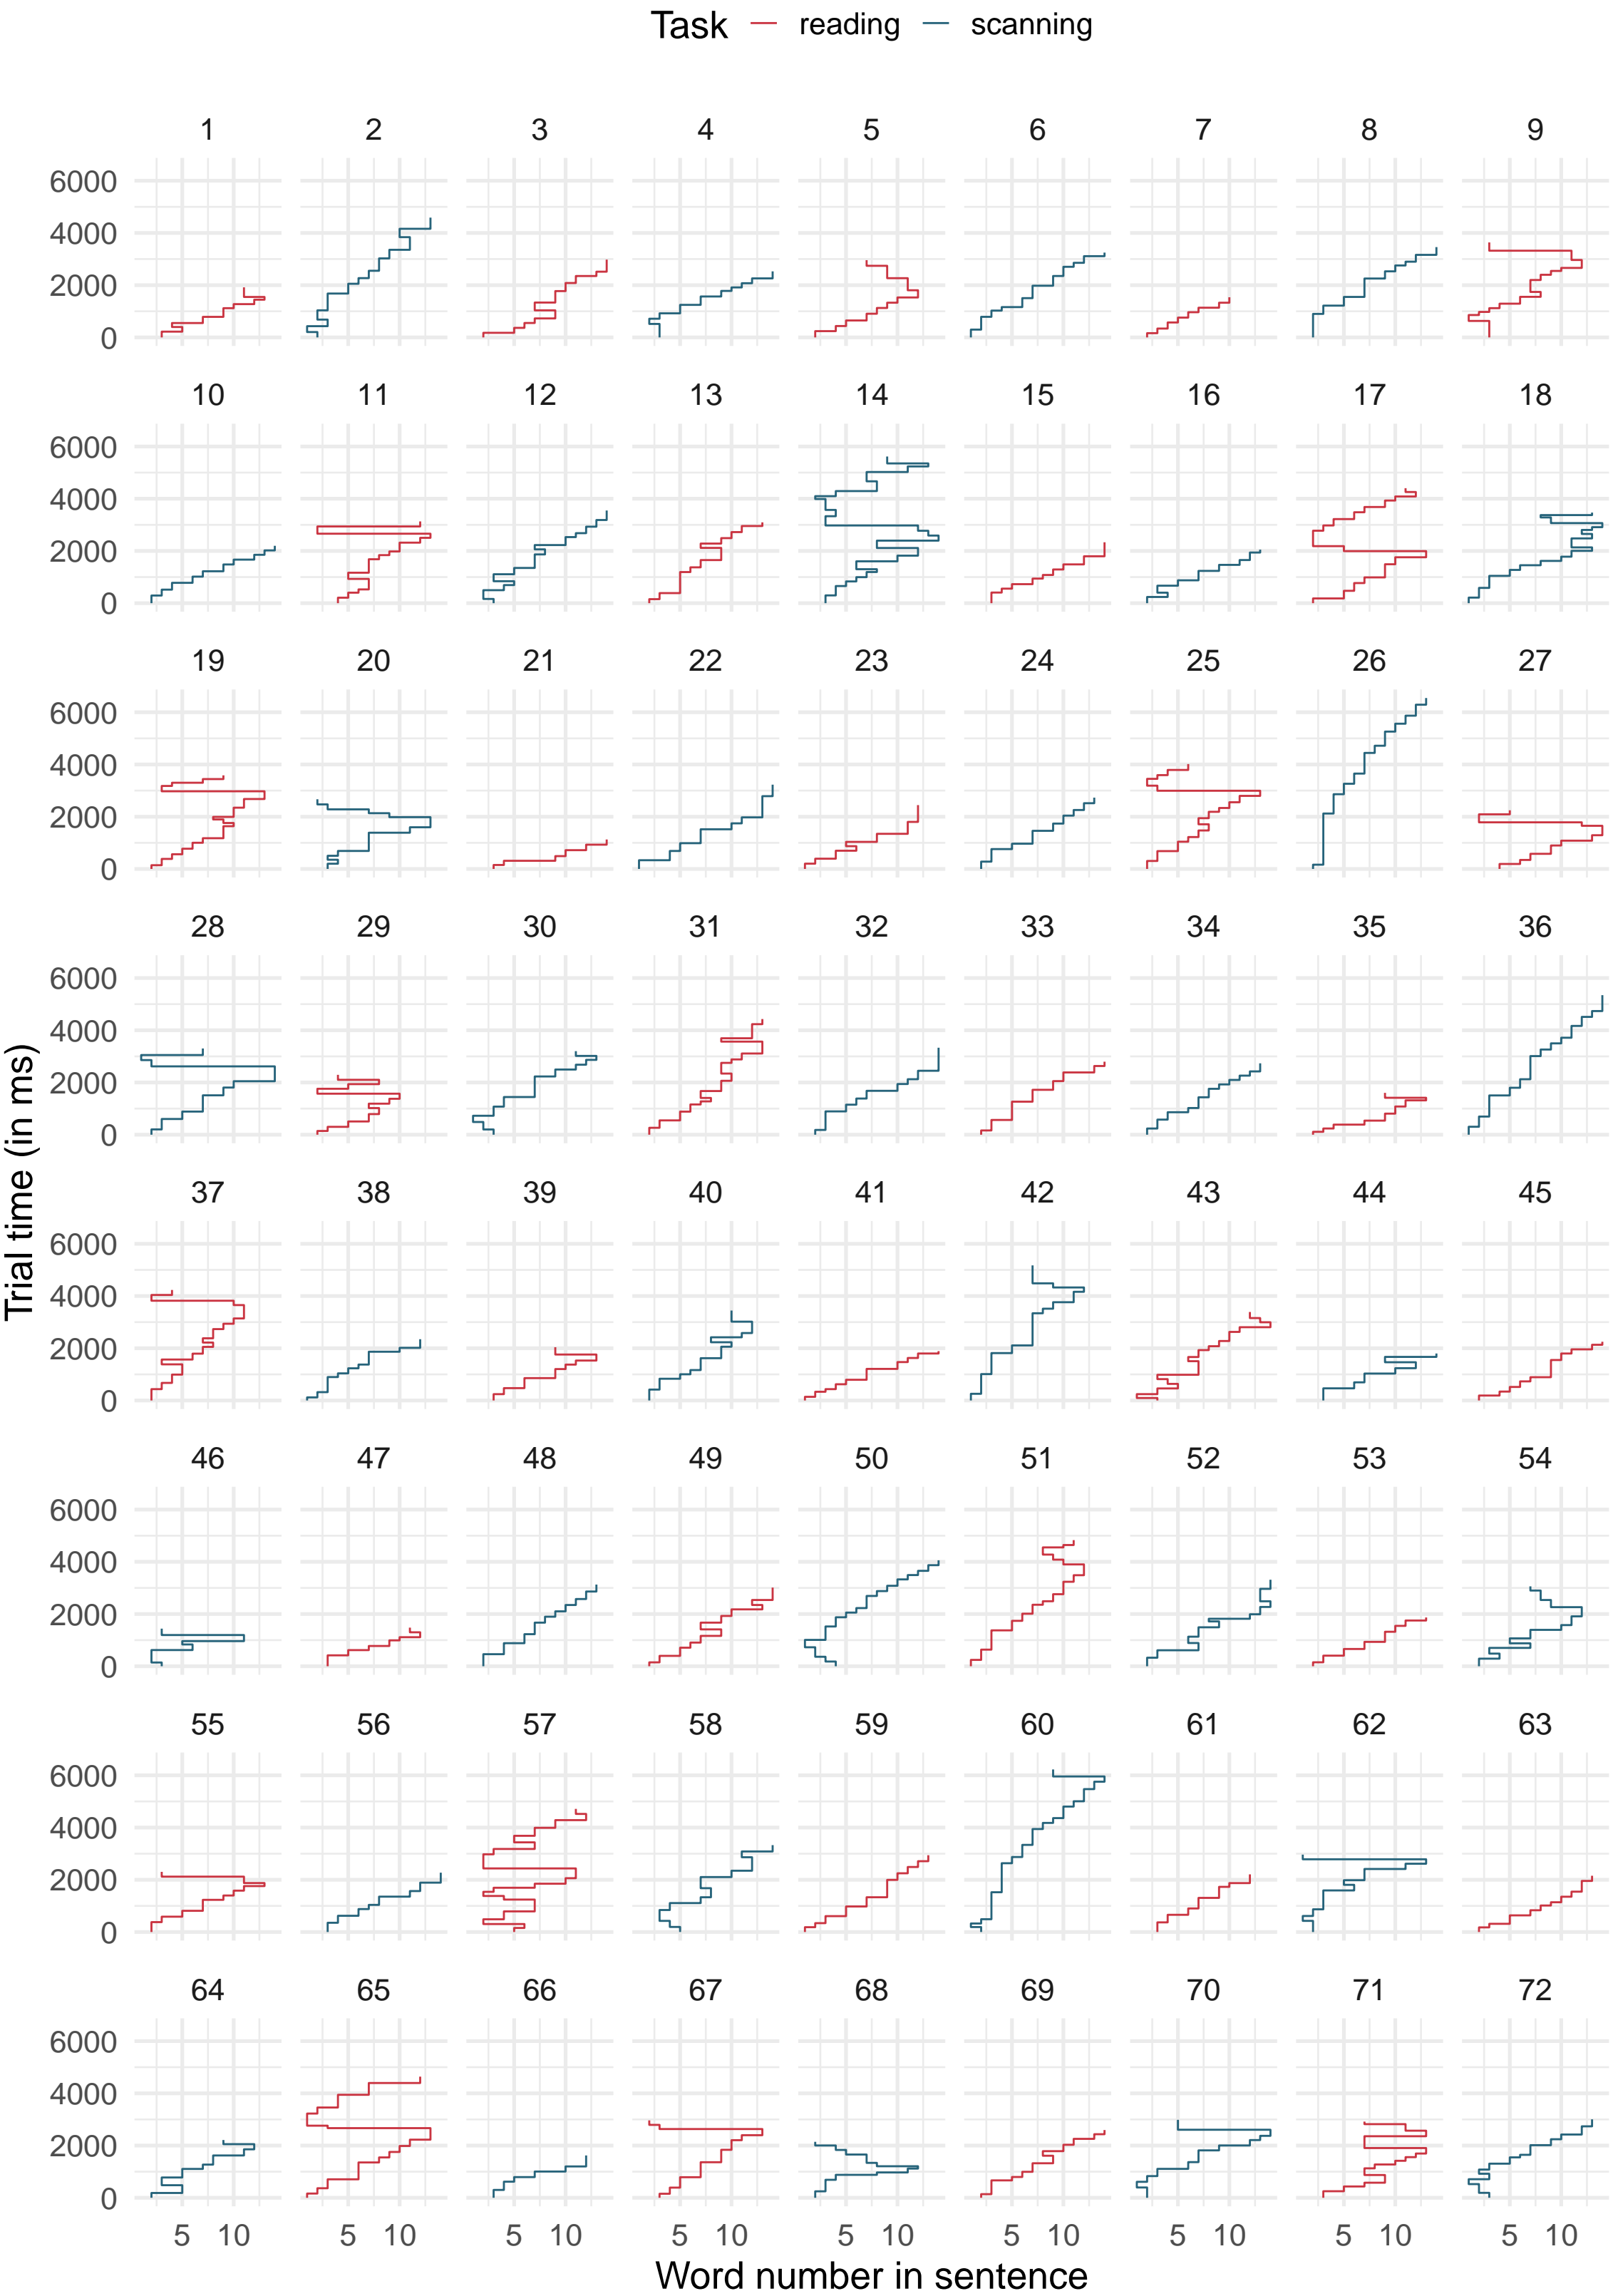 Task reading scanning
1 2 3 4 5 6 7 8 9
6000
4000
2000
0
10 11 12 13 14 15 16 17 18
6000
4000
2000
0
19 20 21 22 23 24 25 26 27
6000
4000
2000
0
28 29 30 31 32 33 34 35 36
6000
4000
2000
0
37 38 39 40 41 42 43 44 45
6000
4000
2000
0
46 47 48 49 50 51 52 53 54
6000
4000
2000
0
55 56 57 58 59 60 61 62 63
6000
4000
2000
0
64 65 66 67 68 69 70 71 72
6000
4000
2000
0
5 10 5 10 5 10 5 10 5 10 5 10 5 10 5 10 5 10
Word number in sentence
Trial time (in ms)